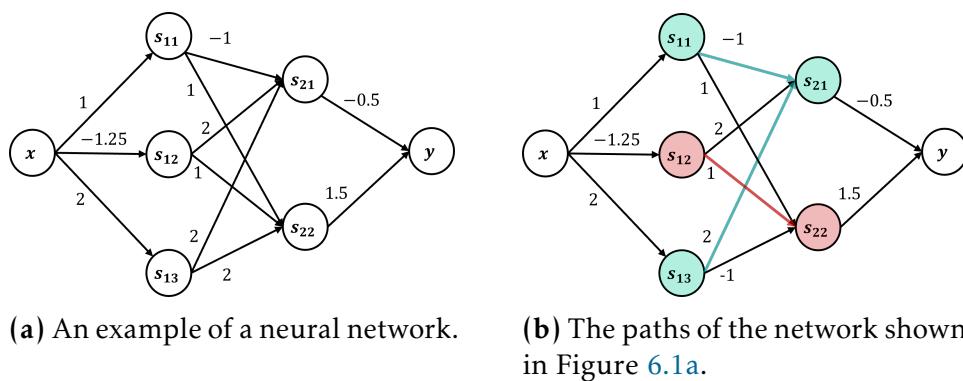 s11
−1
s21
1
1
−0.5
x
−1.25
s12
2
y
1
2
1.5
2
s22
s13
2
(a) An example of a neural network.
s11
−1
s21
1
1
−0.5
x
−1.25
s12
2
y
1
2
1.5
2
s22
s13
-1
(b) The paths of the network shown
in Figure 6.1a.